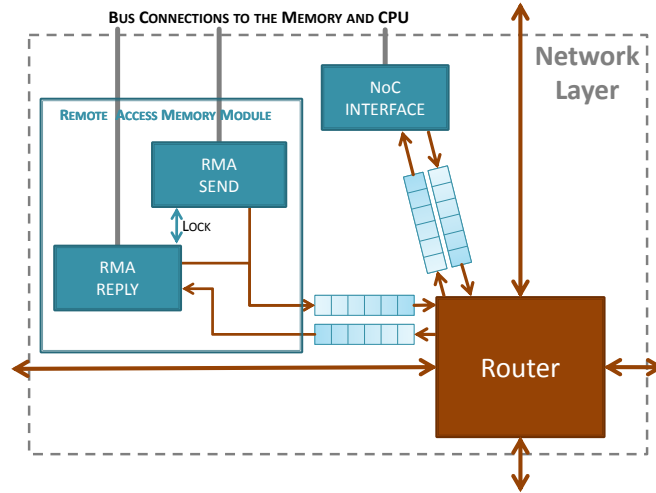 BUS CONNECTIONS TO THE MEMORY AND CPU
Network
Layer
NoC
INTERFACE
REMOTE ACCESS MEMORY MODULE
RMA
SEND
LOCK
RMA
REPLY
Router